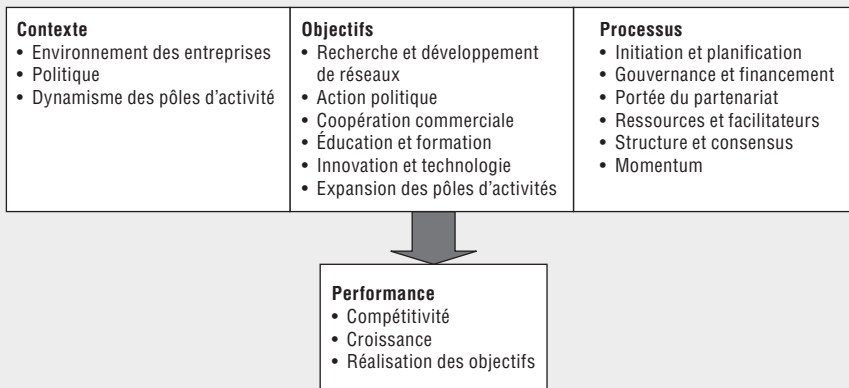 Contexte
• Environnement des entreprises
• Politique
• Dynamisme des pôles d'activité
Objectifs
• Recherche et développement
de réseaux
• Action politique
• Coopération commerciale
• Éducation et formation
• Innovation et technologie
• Expansion des pôles d'activités
Processus
• Initiation et planification
• Gouvernance et financement
• Portée du partenariat
• Ressources et facilitateurs
• Structure et consensus
• Momentum
Performance
• Compétitivité
• Croissance
• Réalisation des objectifs